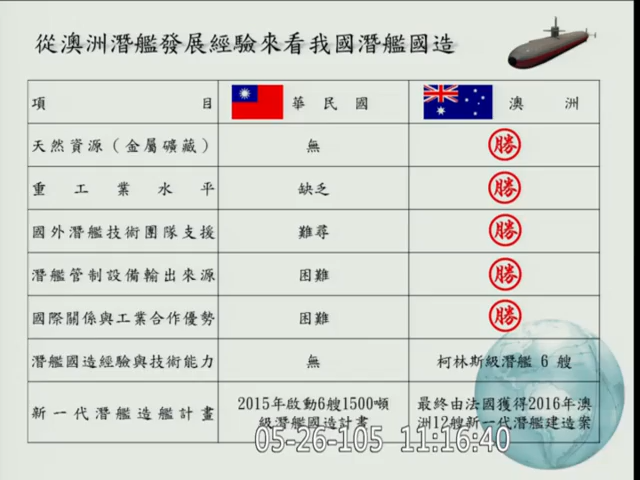 從澳洲潛艦發展經驗來看我國潛艦國造
項目 華民國 澳洲
天然資源（金屬礦藏） 無 勝
重工業水平 缺乏 勝
國外潛艦技術團隊支援 難尋 勝
潛艦管制設備輸出來源 困難 勝
國際關係與工業合作優勢 困難 勝
潛艦國造經驗與技術能力 無 柯林斯級潛艦 6 艘
新一代潛艦造艦計畫 2015年啟動6艘1500噸 最終由法國獲得2016年澳
級潛艦國造計畫 洲12艘新一代潛艦建造案
05-26-105 11:16:40